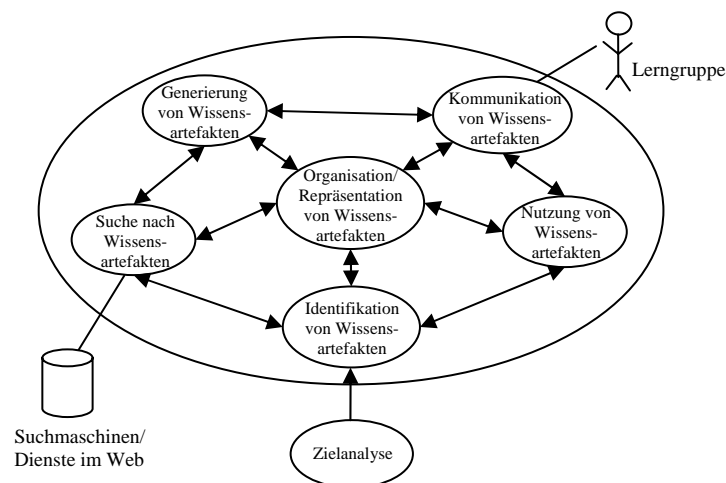 Lerngruppe
Generierung
von Wissens-
artefakten
Kommunikation
von Wissens-
artefakten
Organisation/
Repräsentation
von Wissens-
artefakten
Suche nach
Wissens-
artefakten
Nutzung von
Wissens-
artefakten
Identifikation
von Wissens-
artefakten
Suchmaschinen/
Dienste im Web
Zielanalyse